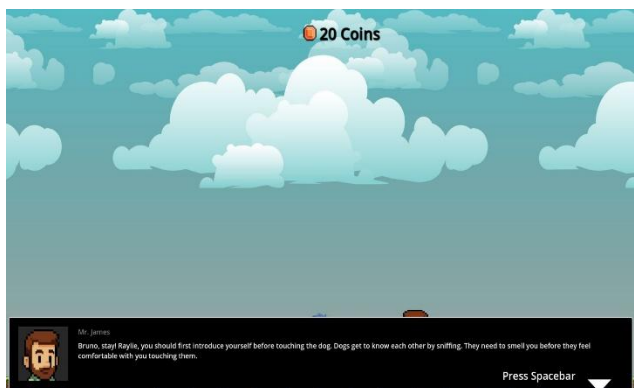 20 Coins
Mr. James
Bruno, stay! Raylie, you should first introduce yourself before touching the dog. Dogs get to know each other by sniffing. They need to smell you before they feel
comfortable with you touching them.
Press Spacebar